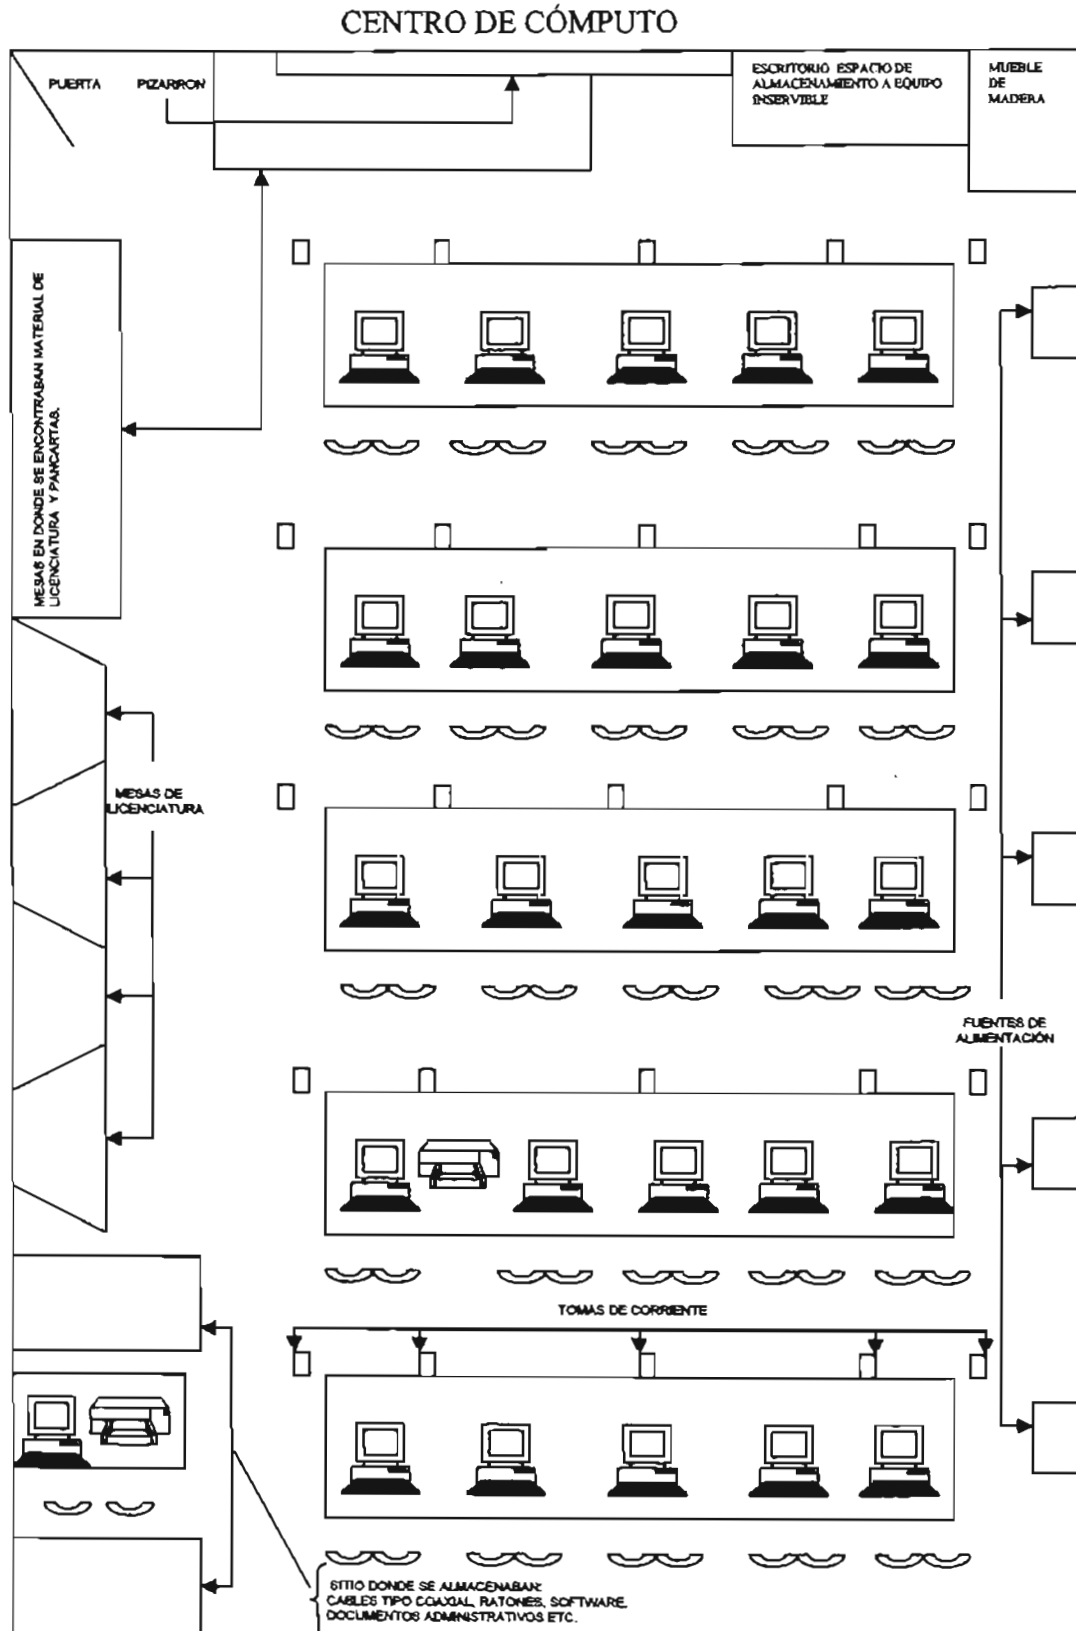 CENTRO DE CÓMPUTO
PUERTA
PIZARRON
ESCRITORIO ESPACIO DE
ALMACENAMIENTO A EQUIPO
INSERVIBLE
MUEBLE
DE
MADERA
MESAS EN DONDE SE ENCONTRABAN MATERIAL DE
LICENCIATURA Y PANCARTAS.
MESAS DE
LICENCIATURA
FUENTES DE
ALIMENTACIÓN
TOMAS DE CORRIENTE
SITIO DONDE SE ALMACENABAN:
CABLES TIPO COAXIAL, RATONES, SOFTWARE,
DOCUMENTOS ADMINISTRATIVOS ETC.